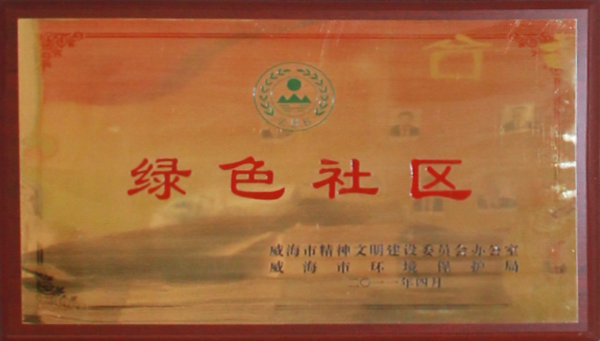 绿色社区
威海市精神文明建设委员会办公室
威海市环境保护局
二〇一一年四月